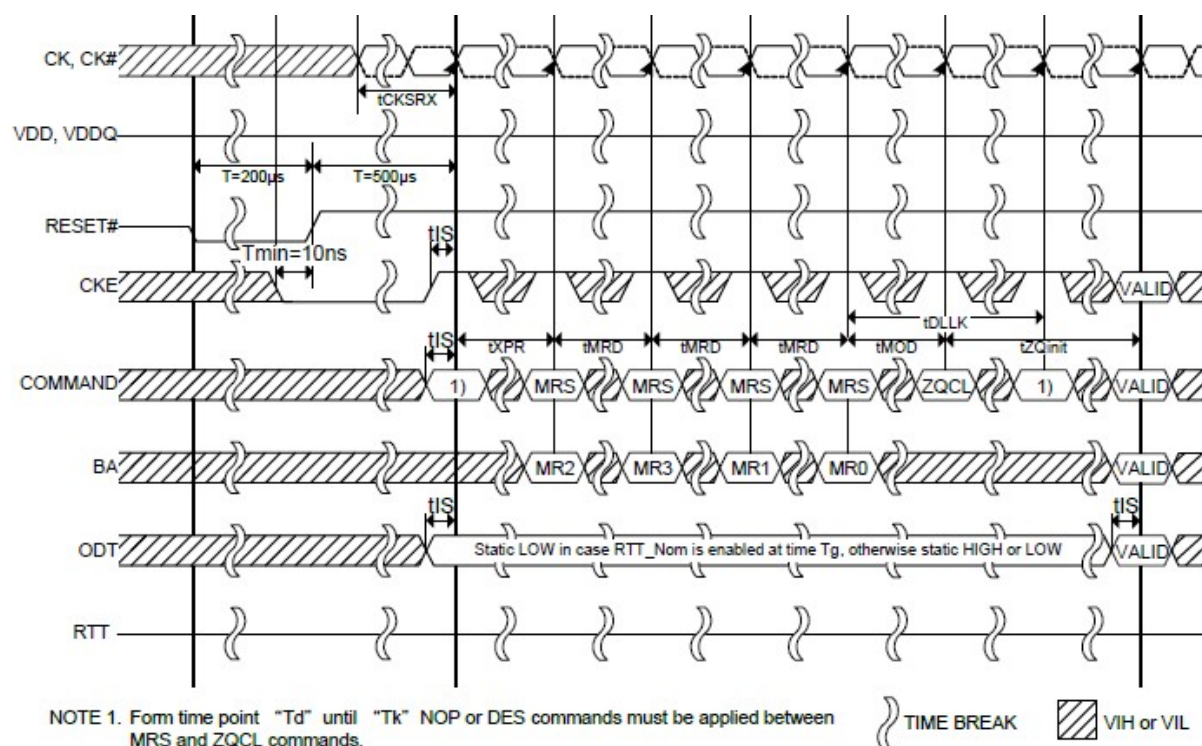 CK, CK#
tCKSRX
VDD, VDDQ
T=200μs
T=500μs
RESET#
tIS
Tmin=10ns
CKE
VALID
tDLLK
tIS
tXPR
tMRD
tMRD
tMRD
tMOD
tZQinit
COMMAND
1)
MRS
MRS
MRS
MRS
ZQCL
1)
VALID
BA
MR2
MR3
MR1
MR0
VALID
tIS
tIS
ODT
Static LOW in case RTT_Nom is enabled at time Tg, otherwise static HIGH or LOW
VALID
RTT
NOTE 1. Form time point “Td” until “Tk” NOP or DES commands must be applied between
MRS and ZQCL commands.
TIME BREAK
VIH or VIL